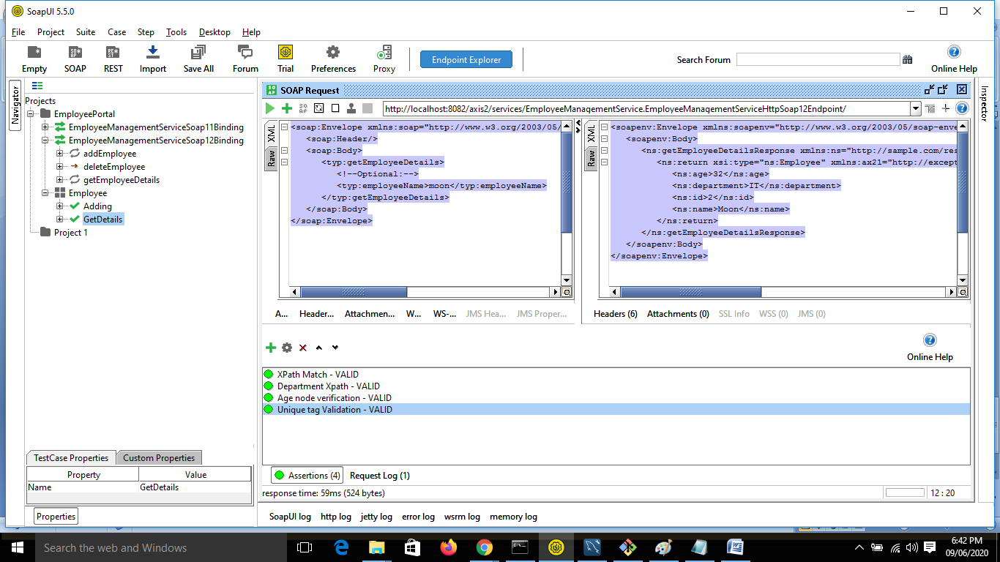 SoapUI 5.5.0
File Project Suite Case Step Tools Desktop Help
Empty SOAP REST Import Save All Forum Trial Preferences Proxy Endpoint Explorer Search Forum Online Help
Navigator
Projects
EmployeePortal
EmployeeManagementServiceSoap11Binding
EmployeeManagementServiceSoap12Binding
addEmployee
deleteEmployee
getEmployeeDetails
Employee
Adding
GetDetails
Project 1
TestCase Properties Custom Properties
Property Value
Name GetDetails
Properties
SOAP Request
http://localhost:8082/axis2/services/EmployeeManagementService.EmployeeManagementServiceHttpSoap12Endpoint/
XML
Raw
<soap:Envelope xmlns:soap="http://www.w3.org/2003/05/
<soap:Header/>
<soap:Body>
<typ:getEmployeeDetails>
<!--Optional:-->
<typ:employeeName>moon</typ:employeeName>
</typ:getEmployeeDetails>
</soap:Body>
</soap:Envelope>
A... Header... Attachmen... W... WS-... JMS Hea... JMS Proper...
XML
Raw
<soapenv:Envelope xmlns:soapenv="http://www.w3.org/2003/05/soap-enve
<soapenv:Body>
<ns:getEmployeeDetailsResponse xmlns:ns="http://sample.com/res
<ns:return xsi:type="ns:Employee" xmlns:ax21="http://except
<ns:age>32</ns:age>
<ns:department>IT</ns:department>
<ns:id>2</ns:id>
<ns:name>Moon</ns:name>
</ns:return>
</ns:getEmployeeDetailsResponse>
</soapenv:Body>
</soapenv:Envelope>
Headers (6) Attachments (0) SSL Info WSS (0) JMS (0)
Inspector
Online Help
XPath Match - VALID
Department Xpath - VALID
Age node verification - VALID
Unique tag Validation - VALID
Assertions (4) Request Log (1)
response time: 59ms (524 bytes) 12 : 20
SoapUI log http log jetty log error log wsrm log memory log
Search the web and Windows
6:42 PM
09/06/2020